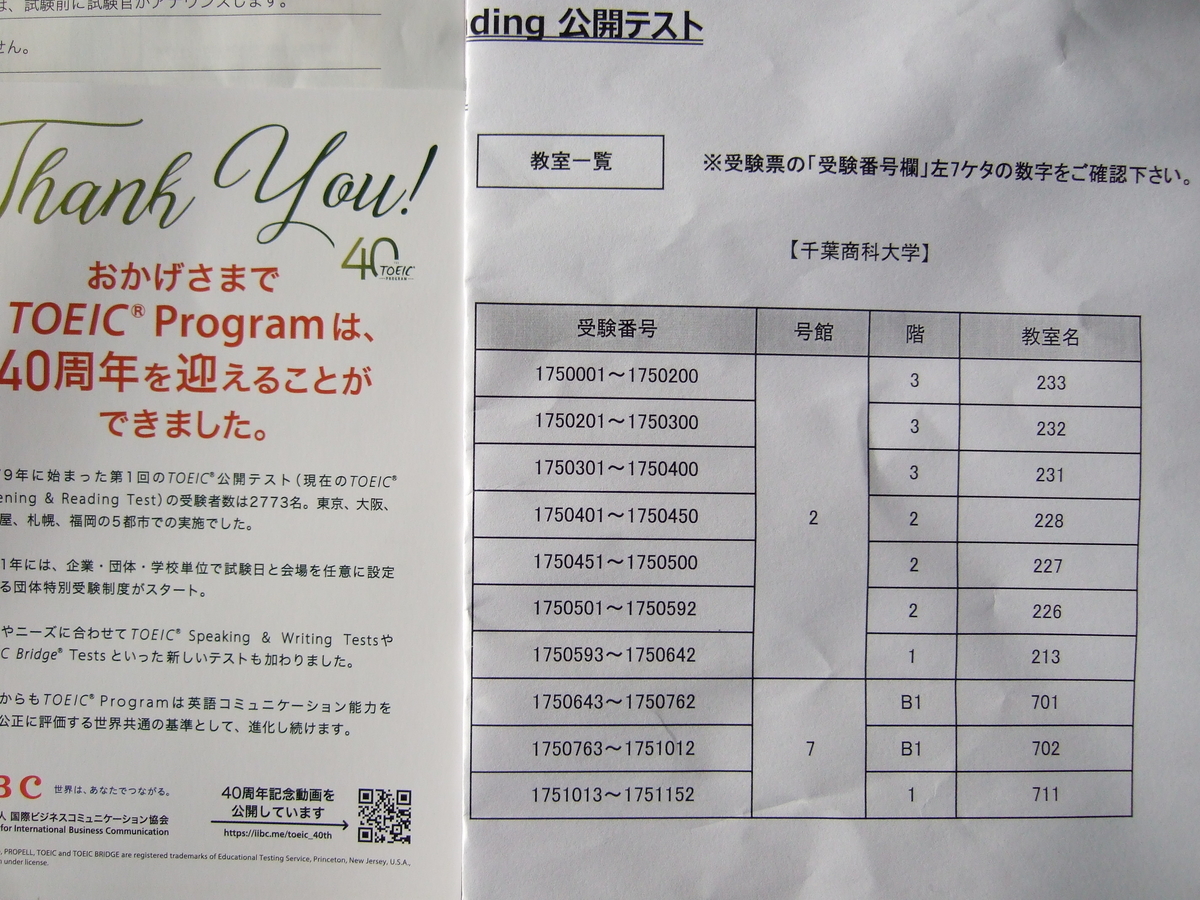 は、試験前に試験官がアナウンスします。
せん。
Thank You!
40 TOEIC PROGRAM
おかげさまで
TOEIC® Program は、
40周年を迎えることが
できました。
9年に始まった第1回のTOEIC®公開テスト(現在のTOEIC®
ening & Reading Test)の受験者数は2773名。東京、大阪、
屋、札幌、福岡の5都市での実施でした。
1年には、企業・団体・学校単位で試験日と会場を任意に設定
る団体特別受験制度がスタート。
やニーズに合わせてTOEIC® Speaking & Writing Testsや
C Bridge® Tests といった新しいテストも加わりました。
からもTOEIC® Programは英語コミュニケーション能力を
公正に評価する世界共通の基準として、進化し続けます。
BC 世界は、あなたでつながる。
人 国際ビジネスコミュニケーション協会
for International Business Communication
40周年記念動画を
公開しています
https://iibc.me/toeic_40th
, PROPELL, TOEIC and TOEIC BRIDGE are registered trademarks of Educational Testing Service, Princeton, New Jersey, U.S.A.,
under license.
ding 公開テスト
教室一覧
※受験票の「受験番号欄」左7ケタの数字をご確認下さい。
【千葉商科大学】
受験番号 号館 階 教室名
1750001~1750200 3 233
1750201~1750300 3 232
1750301~1750400 3 231
1750401~1750450 2 2 228
1750451~1750500 2 227
1750501~1750592 2 226
1750593~1750642 1 213
1750643~1750762 B1 701
1750763~1751012 7 B1 702
1751013~1751152 1 711